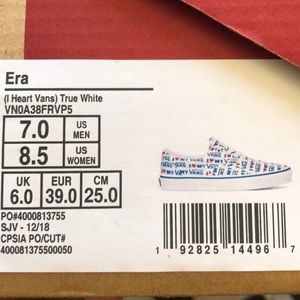 Era
(I Heart Vans) True White
VN0A38FRVP5
7.0 US MEN
8.5 US WOMEN
UK EUR CM
6.0 39.0 25.0
PO#4000813755
SJV - 12/18
CPSIA PO/CUT#
400081375500050
1 92825 14496 7